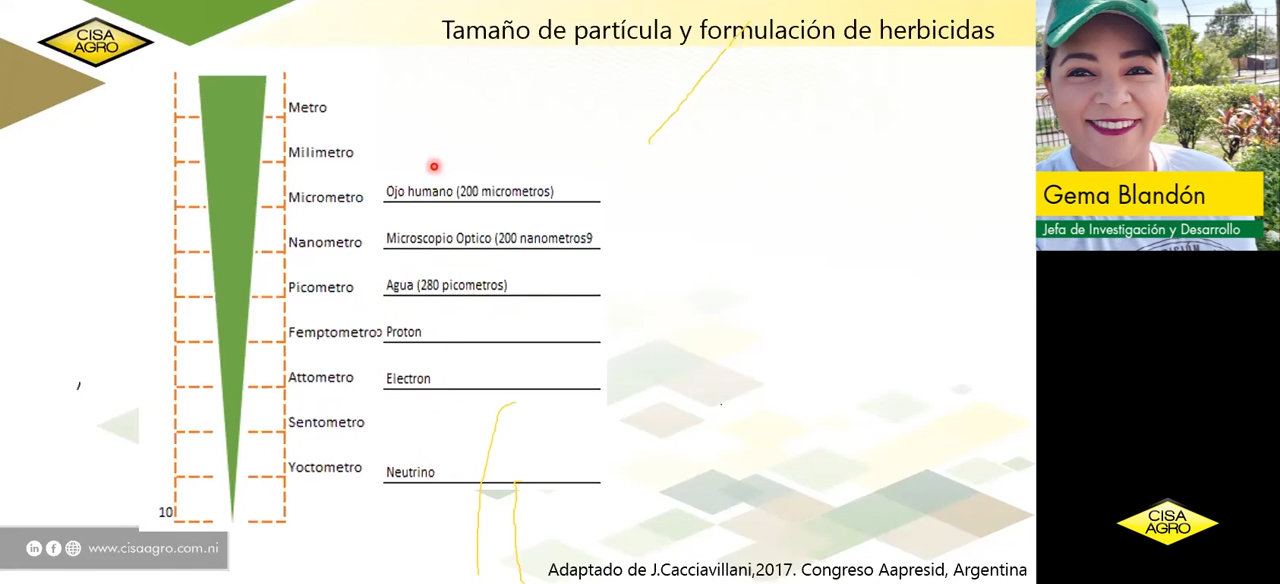 CISA
AGRO
Tamaño de partícula y formulación de herbicidas
Metro
Milimetro
Micrometro
Ojo humano (200 micrometros)
Nanometro
Microscopio Optico (200 nanometros9
Picometro
Agua (280 picometros)
Femptometro
Proton
Attometro
Electron
Sentometro
Yoctometro
Neutrino
10
www.cisaagro.com.ni
Adaptado de J.Cacciavillani,2017. Congreso Aapresid, Argentina
Gema Blandón
Jefa de Investigación y Desarrollo
CISA
AGRO